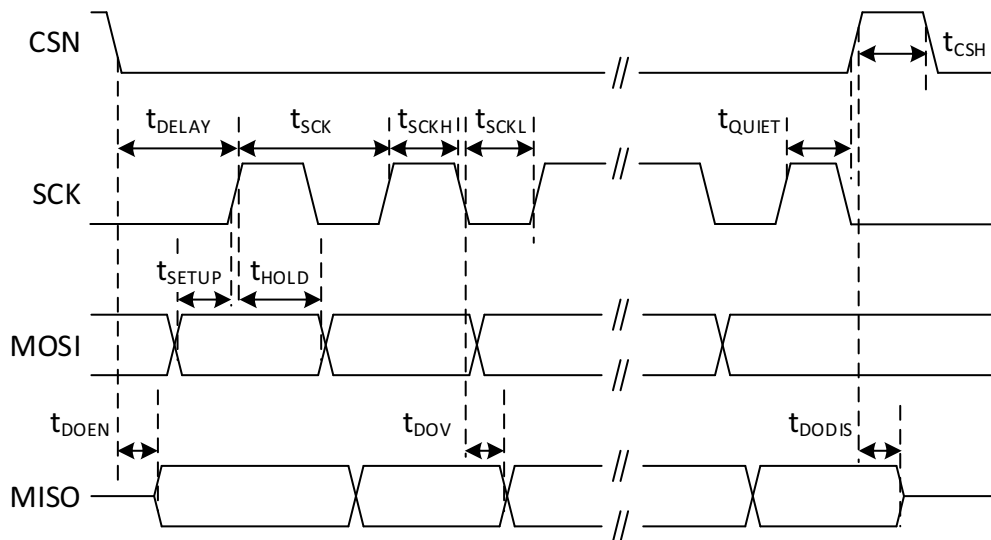 CSN
t_CSH
t_DELAY t_SCK t_SCKH t_SCKL t_QUIET
SCK
t_SETUP t_HOLD
MOSI
t_DOEN t_DOV t_DODIS
MISO